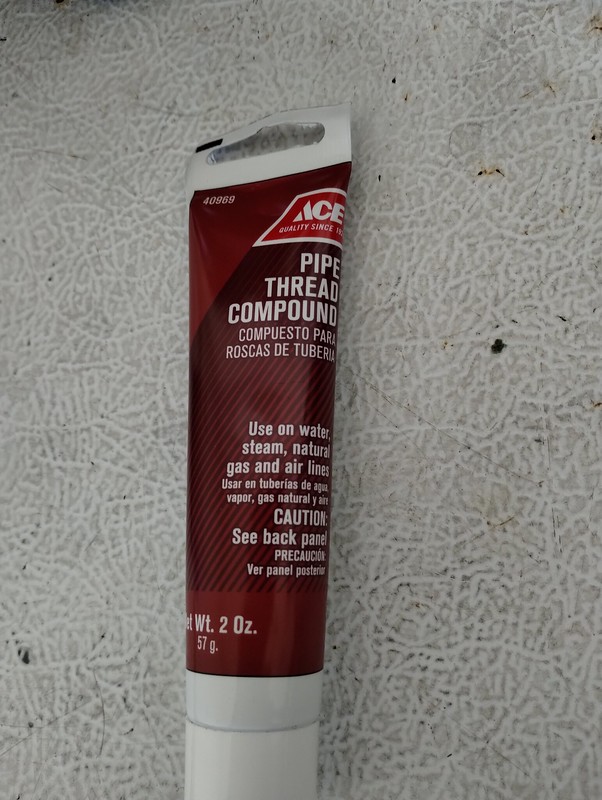 40969
ACE
QUALITY SINCE
PIPE
THREAD
COMPOUND
COMPUESTO PARA
ROSCAS DE TUBERIA
Use on water,
steam, natural
gas and air lines
Usar en tuberías de agua,
vapor, gas natural y aire
CAUTION:
See back panel
PRECAUCIÓN:
Ver panel posterior
Wt. 2 Oz.
57 g.